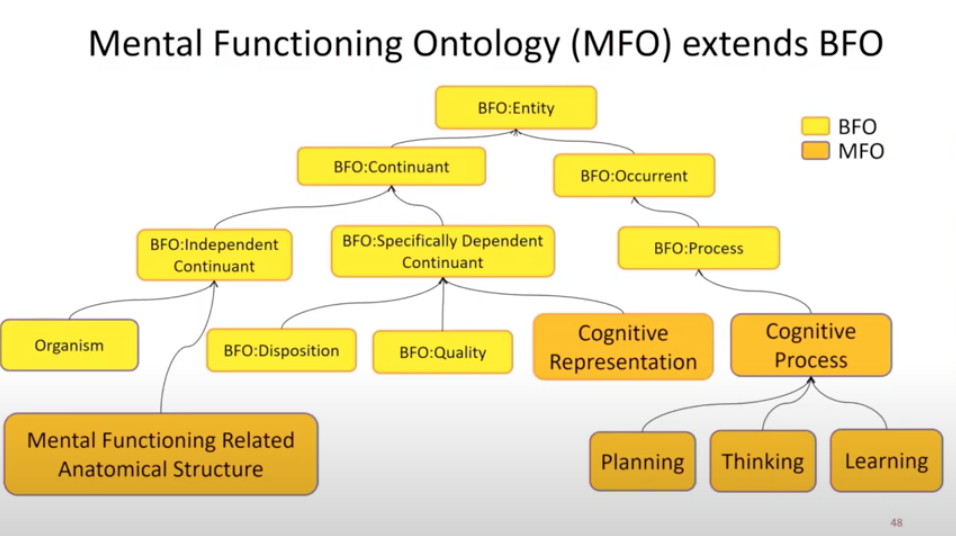 Mental Functioning Ontology (MFO) extends BFO
BFO:Entity
BFO
MFO
BFO:Continuant
BFO:Occurrent
BFO:Independent
Continuant
BFO:Specifically Dependent
Continuant
BFO:Process
Organism
BFO:Disposition
BFO:Quality
Cognitive
Representation
Cognitive
Process
Mental Functioning Related
Anatomical Structure
Planning
Thinking
Learning
48